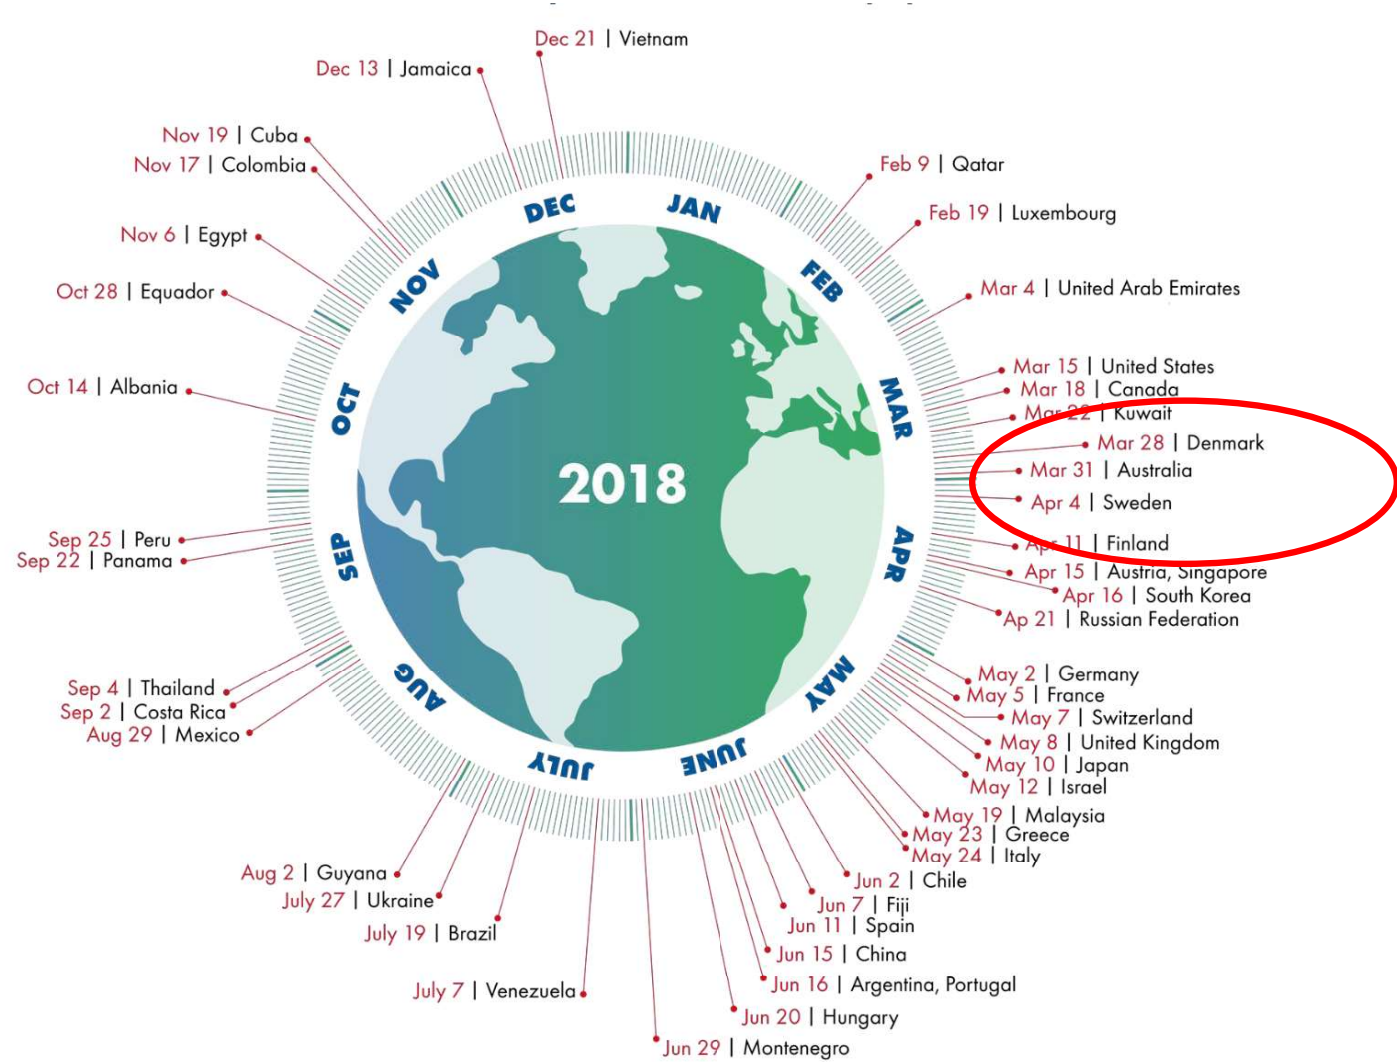 Dec 21 | Vietnam
Dec 13 | Jamaica
Nov 19 | Cuba
Nov 17 | Colombia
Nov 6 | Egypt
Oct 28 | Equador
Oct 14 | Albania
Sep 25 | Peru
Sep 22 | Panama
Sep 4 | Thailand
Sep 2 | Costa Rica
Aug 29 | Mexico
Aug 2 | Guyana
July 27 | Ukraine
July 19 | Brazil
July 7 | Venezuela
Feb 9 | Qatar
Feb 19 | Luxembourg
Mar 4 | United Arab Emirates
Mar 15 | United States
Mar 18 | Canada
Mar 22 | Kuwait
Mar 28 | Denmark
Mar 31 | Australia
Apr 4 | Sweden
Apr 11 | Finland
Apr 15 | Austria, Singapore
Apr 16 | South Korea
Ap 21 | Russian Federation
May 2 | Germany
May 5 | France
May 7 | Switzerland
May 8 | United Kingdom
May 10 | Japan
May 12 | Israel
May 19 | Malaysia
May 23 | Greece
May 24 | Italy
Jun 2 | Chile
Jun 7 | Fiji
Jun 11 | Spain
Jun 15 | China
Jun 16 | Argentina, Portugal
Jun 20 | Hungary
Jun 29 | Montenegro
JAN
FEB
MAR
APR
MAY
JUNE
JULY
AUG
SEP
OCT
NOV
DEC
2018